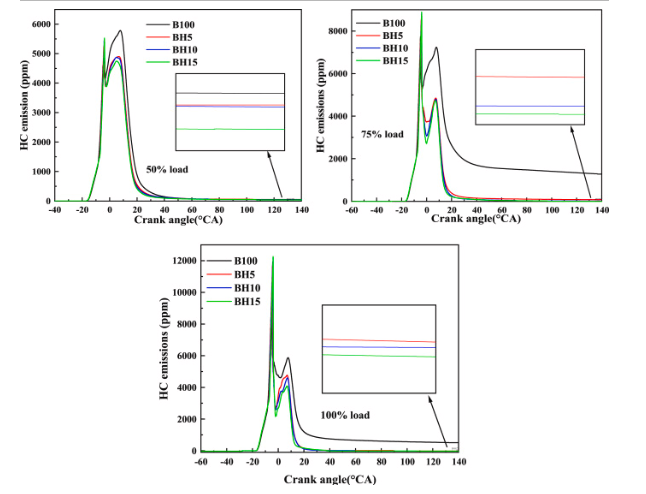 HC emission (ppm)
6000
5000
4000
3000
2000
1000
0
B100
BH5
BH10
BH15
50% load
-40 -20 0 20 40 60 80 100 120 140
Crank angle(°CA)
HC emissions (ppm)
8000
6000
4000
2000
0
B100
BH5
BH10
BH15
75% load
-60 -40 -20 0 20 40 60 80 100 120 140
Crank angle(°CA)
HC emissions (ppm)
12000
10000
8000
6000
4000
2000
0
B100
BH5
BH10
BH15
100% load
-60 -40 -20 0 20 40 60 80 100 120 140
Crank angle(°CA)